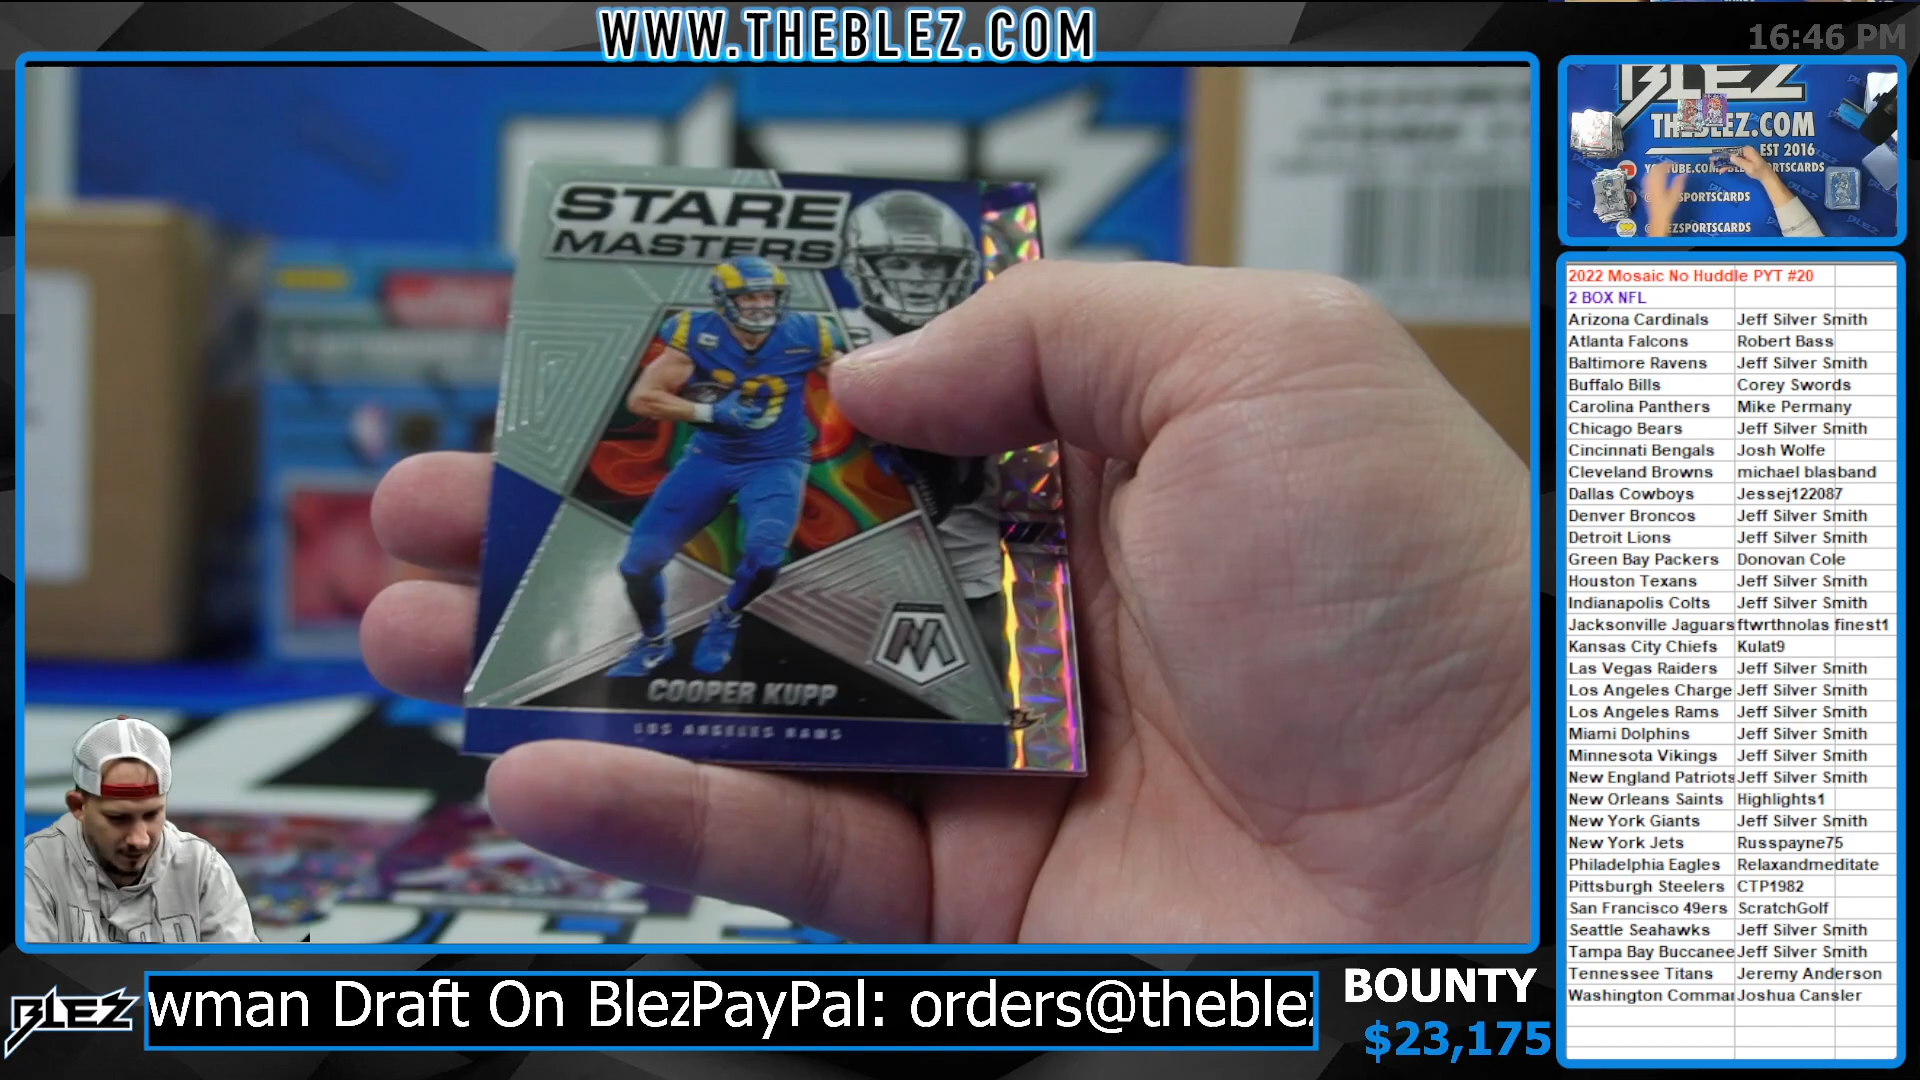 WWW.THEBLEZ.COM
16:46 PM
STARE
MASTERS
COOPER KUPP
LOS ANGELES RAMS
BLEZ
THEBLEZ.COM
EST 2016
2022 Mosaic No Huddle PYT #20
2 BOX NFL
Arizona Cardinals Jeff Silver Smith
Atlanta Falcons Robert Bass
Baltimore Ravens Jeff Silver Smith
Buffalo Bills Corey Swords
Carolina Panthers Mike Permany
Chicago Bears Jeff Silver Smith
Cincinnati Bengals Josh Wolfe
Cleveland Browns michael blasband
Dallas Cowboys Jessej122087
Denver Broncos Jeff Silver Smith
Detroit Lions Jeff Silver Smith
Green Bay Packers Donovan Cole
Houston Texans Jeff Silver Smith
Indianapolis Colts Jeff Silver Smith
Jacksonville Jaguars ftwrthnolas finest1
Kansas City Chiefs Kulat9
Las Vegas Raiders Jeff Silver Smith
Los Angeles Charge Jeff Silver Smith
Los Angeles Rams Jeff Silver Smith
Miami Dolphins Jeff Silver Smith
Minnesota Vikings Jeff Silver Smith
New England Patriots Jeff Silver Smith
New Orleans Saints Highlights1
New York Giants Jeff Silver Smith
New York Jets Russpayne75
Philadelphia Eagles Relaxandmeditate
Pittsburgh Steelers CTP1982
San Francisco 49ers ScratchGolf
Seattle Seahawks Jeff Silver Smith
Tampa Bay Buccanee Jeff Silver Smith
Tennessee Titans Jeremy Anderson
Washington Comma Joshua Cansler
BLEZ
wman Draft On BlezPayPal: orders@theblez
BOUNTY
$23,175